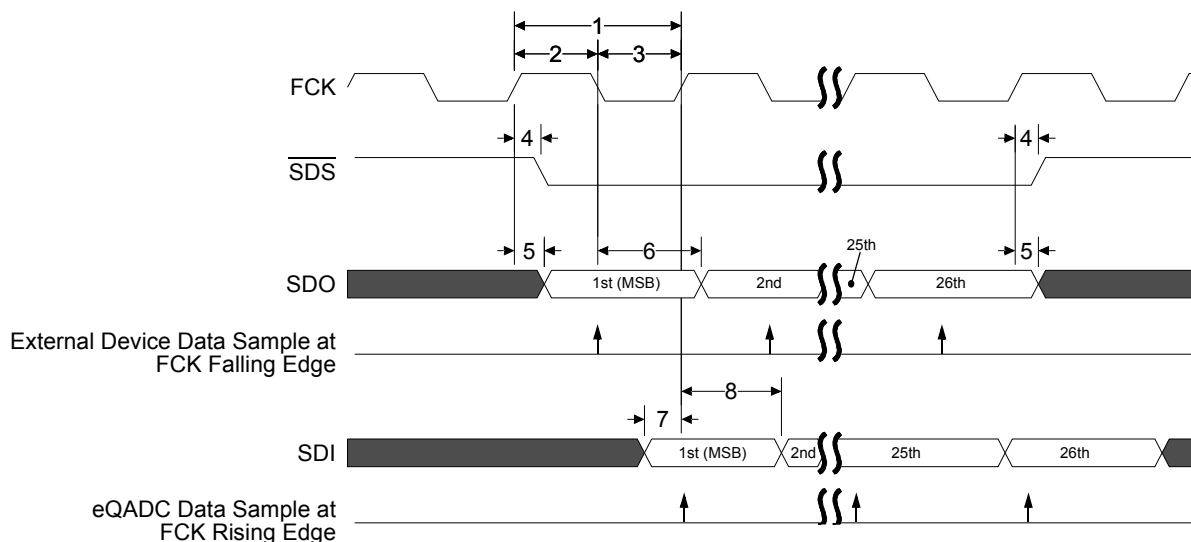 1
2 3
FCK
4 4
SDS
5 6 25th 5
SDO 1st (MSB) 2nd 26th
External Device Data Sample at
FCK Falling Edge
8
7
SDI 1st (MSB) 2nd 25th 26th
eQADC Data Sample at
FCK Rising Edge